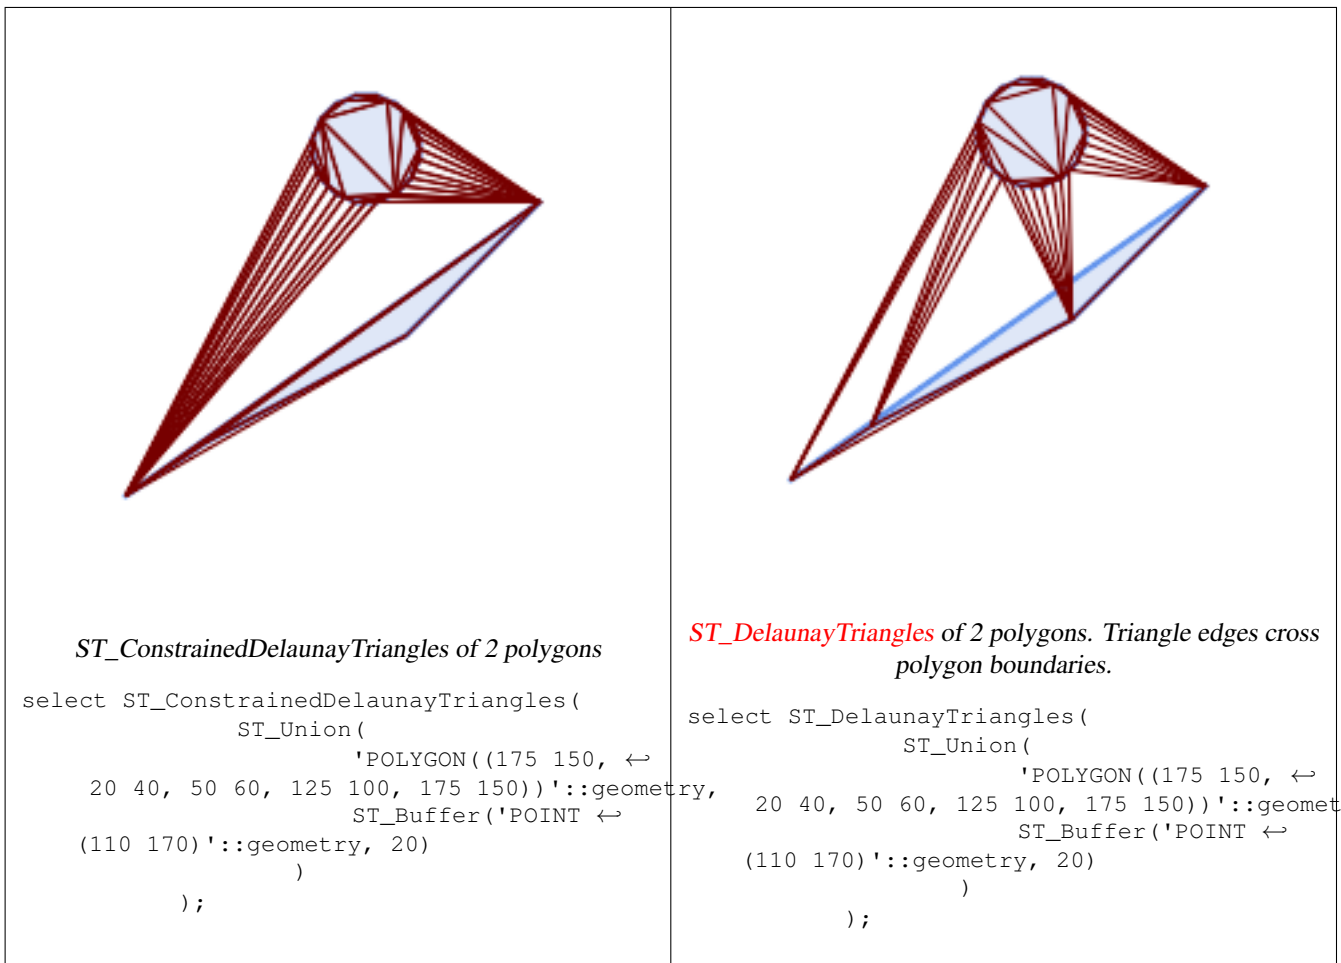 ST_ConstrainedDelaunayTriangles of 2 polygons
select ST_ConstrainedDelaunayTriangles(
ST_Union(
'POLYGON((175 150, ↩
20 40, 50 60, 125 100, 175 150))'::geometry,
ST_Buffer('POINT ↩
(110 170)'::geometry, 20)
)
);
ST_DelaunayTriangles of 2 polygons. Triangle edges cross
polygon boundaries.
select ST_DelaunayTriangles(
ST_Union(
'POLYGON((175 150, ↩
20 40, 50 60, 125 100, 175 150))'::geomet
ST_Buffer('POINT ↩
(110 170)'::geometry, 20)
)
);